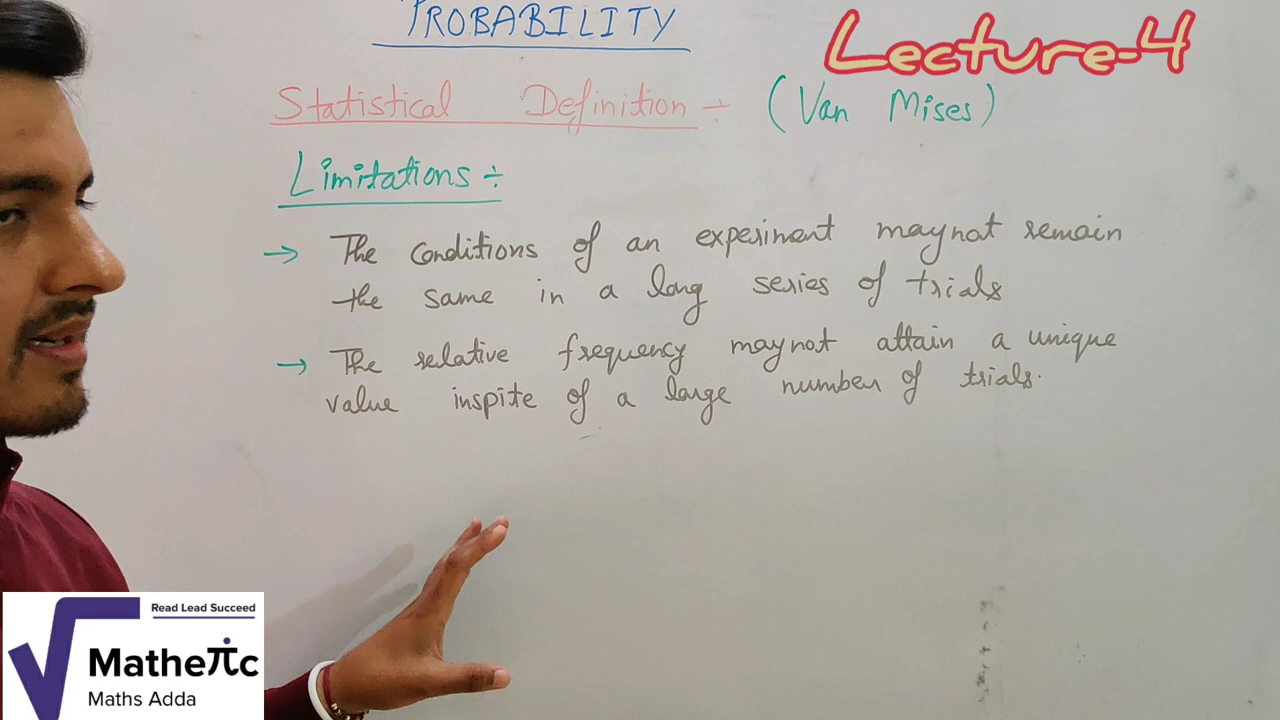 PROBABILITY
Lecture-4
Statistical Definition ÷ (Van Mises)
Limitations ÷
→ The conditions of an experiment may not remain
the same in a long series of trials
→ The relative frequency may not attain a unique
value inspite of a large number of trials.
Read Lead Succeed
Matheπc
Maths Adda